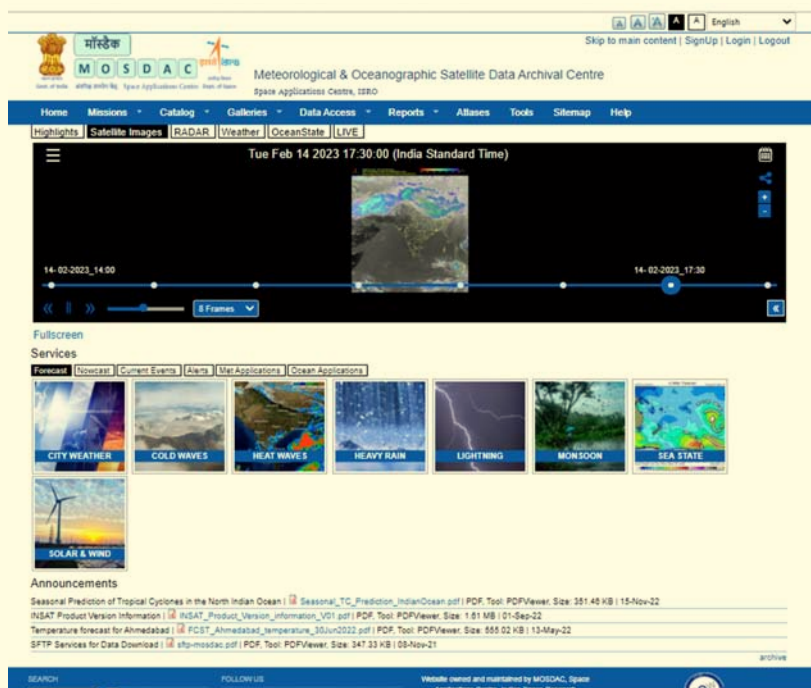 English
Skip to main content | SignUp | Login | Logout
मॉस्डैक
M O S D A C
Meteorological & Oceanographic Satellite Data Archival Centre
Space Applications Centre, ISRO
Home Missions Catalog Galleries Data Access Reports Atlases Tools Sitemap Help
Highlights Satellite Images RADAR Weather OceanState LIVE
Tue Feb 14 2023 17:30:00 (India Standard Time)
14- 02-2023_14:00
14- 02-2023_17:30
8 Frames
Fullscreen
Services
Forecast Nowcast Current Events Alerts Met Applications Ocean Applications
CITY WEATHER COLD WAVES HEAT WAVES HEAVY RAIN LIGHTNING MONSOON SEA STATE
SOLAR & WIND
Announcements
Seasonal Prediction of Tropical Cyclones in the North Indian Ocean | Seasonal_TC_Prediction_IndianOcean.pdf | PDF, Tool: PDFViewer, Size: 351.46 KB | 15-Nov-22
INSAT Product Version Information | INSAT_Product_Version_information_V01.pdf | PDF, Tool: PDFViewer, Size: 1.61 MB | 01-Sep-22
Temperature forecast for Ahmedabad | FCST_Ahmedabad_temperature_30Jun2022.pdf | PDF, Tool: PDFViewer, Size: 555.02 KB | 13-May-22
SFTP Services for Data Download | sftp-mosdac.pdf | PDF, Tool: PDFViewer, Size: 347.33 KB | 08-Nov-21
archive
SEARCH FOLLOW US Website owned and maintained by MOSDAC, Space